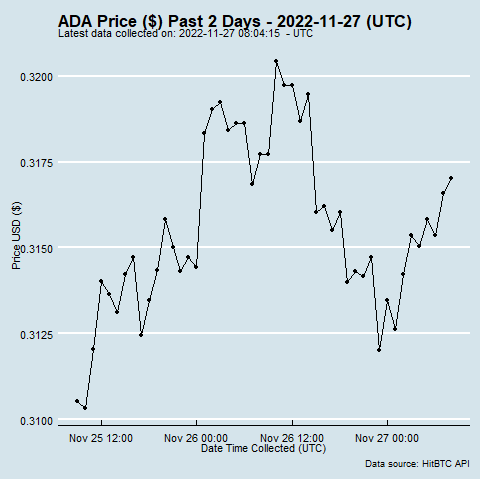 ADA Price ($) Past 2 Days - 2022-11-27 (UTC)
Latest data collected on: 2022-11-27 08:04:15 - UTC
0.3200
0.3175
0.3150
0.3125
0.3100
Price USD ($)
Nov 25 12:00
Nov 26 00:00
Nov 26 12:00
Nov 27 00:00
Date Time Collected (UTC)
Data source: HitBTC API